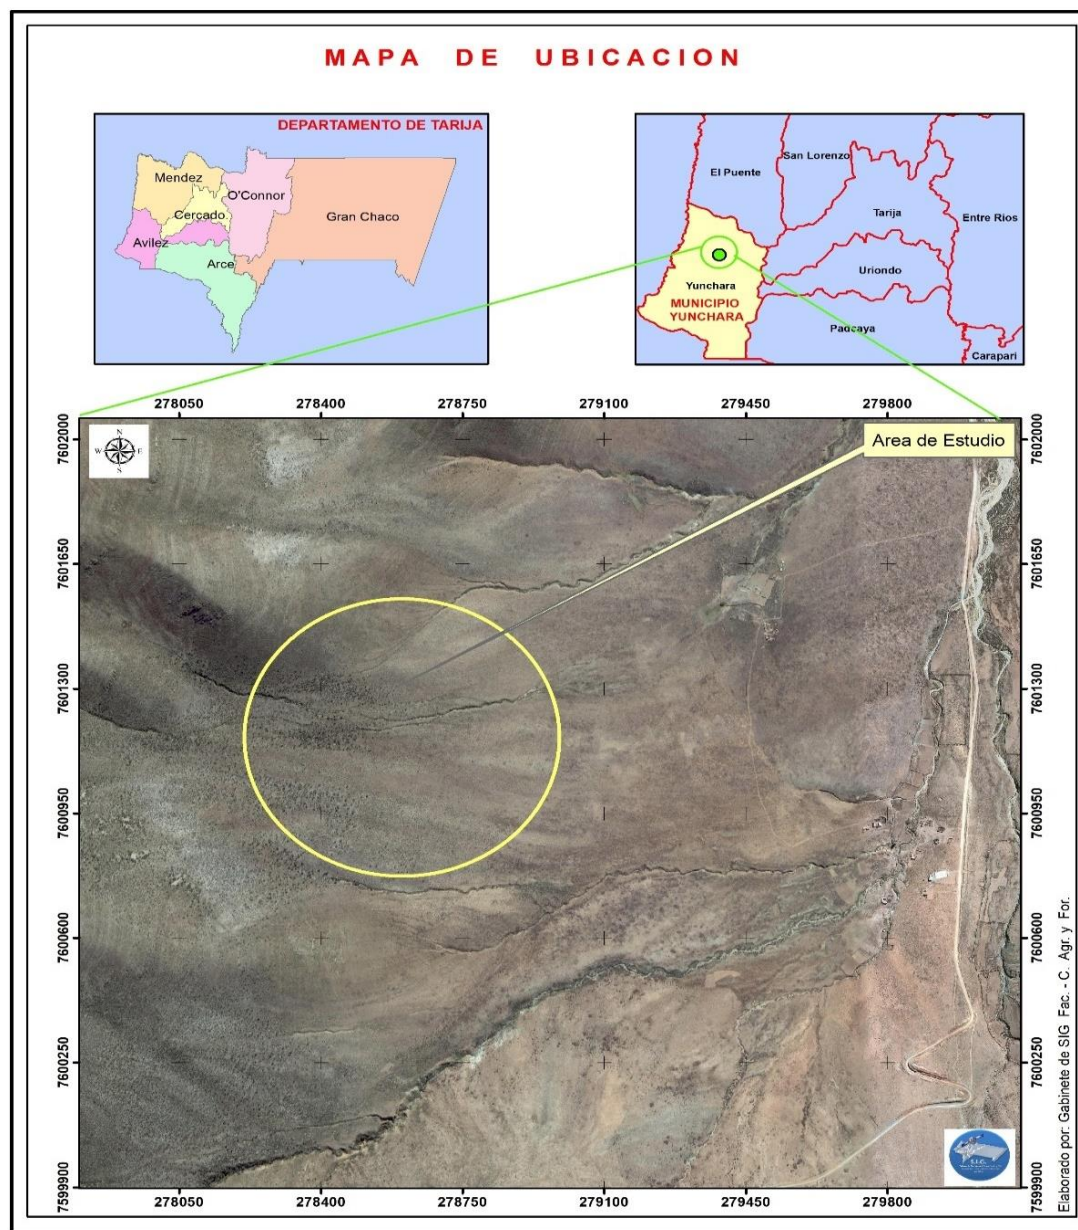 MAPA DE UBICACION
DEPARTAMENTO DE TARIJA
Mendez
O'Connor
Cercado
Gran Chaco
Avilez
Arce
San Lorenzo
El Puente
Tarija
Entre Rios
Uriondo
Yunchara
MUNICIPIO
YUNCHARA
Padcaya
Carapari
278050 278400 278750 279100 279450 279800
7602000 7602000
N
W E
S
Area de Estudio
7601650 7601650
7601300 7601300
7600950 7600950
7600600 7600600
7600250 7600250
7599900 7599900
278050 278400 278750 279100 279450 279800
Elaborado por: Gabinete de SIG Fac. - C. Agr. y For.